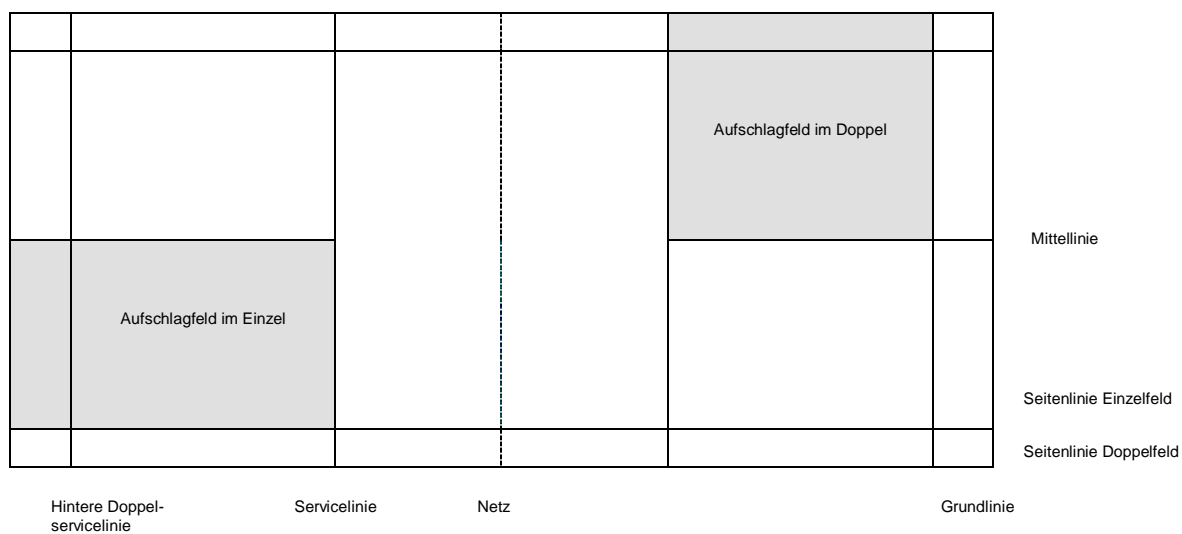 Aufschlagfeld im Doppel
Mittellinie
Aufschlagfeld im Einzel
Seitenlinie Einzelfeld
Seitenlinie Doppelfeld
Hintere Doppel-
servicelinie
Servicelinie
Netz
Grundlinie